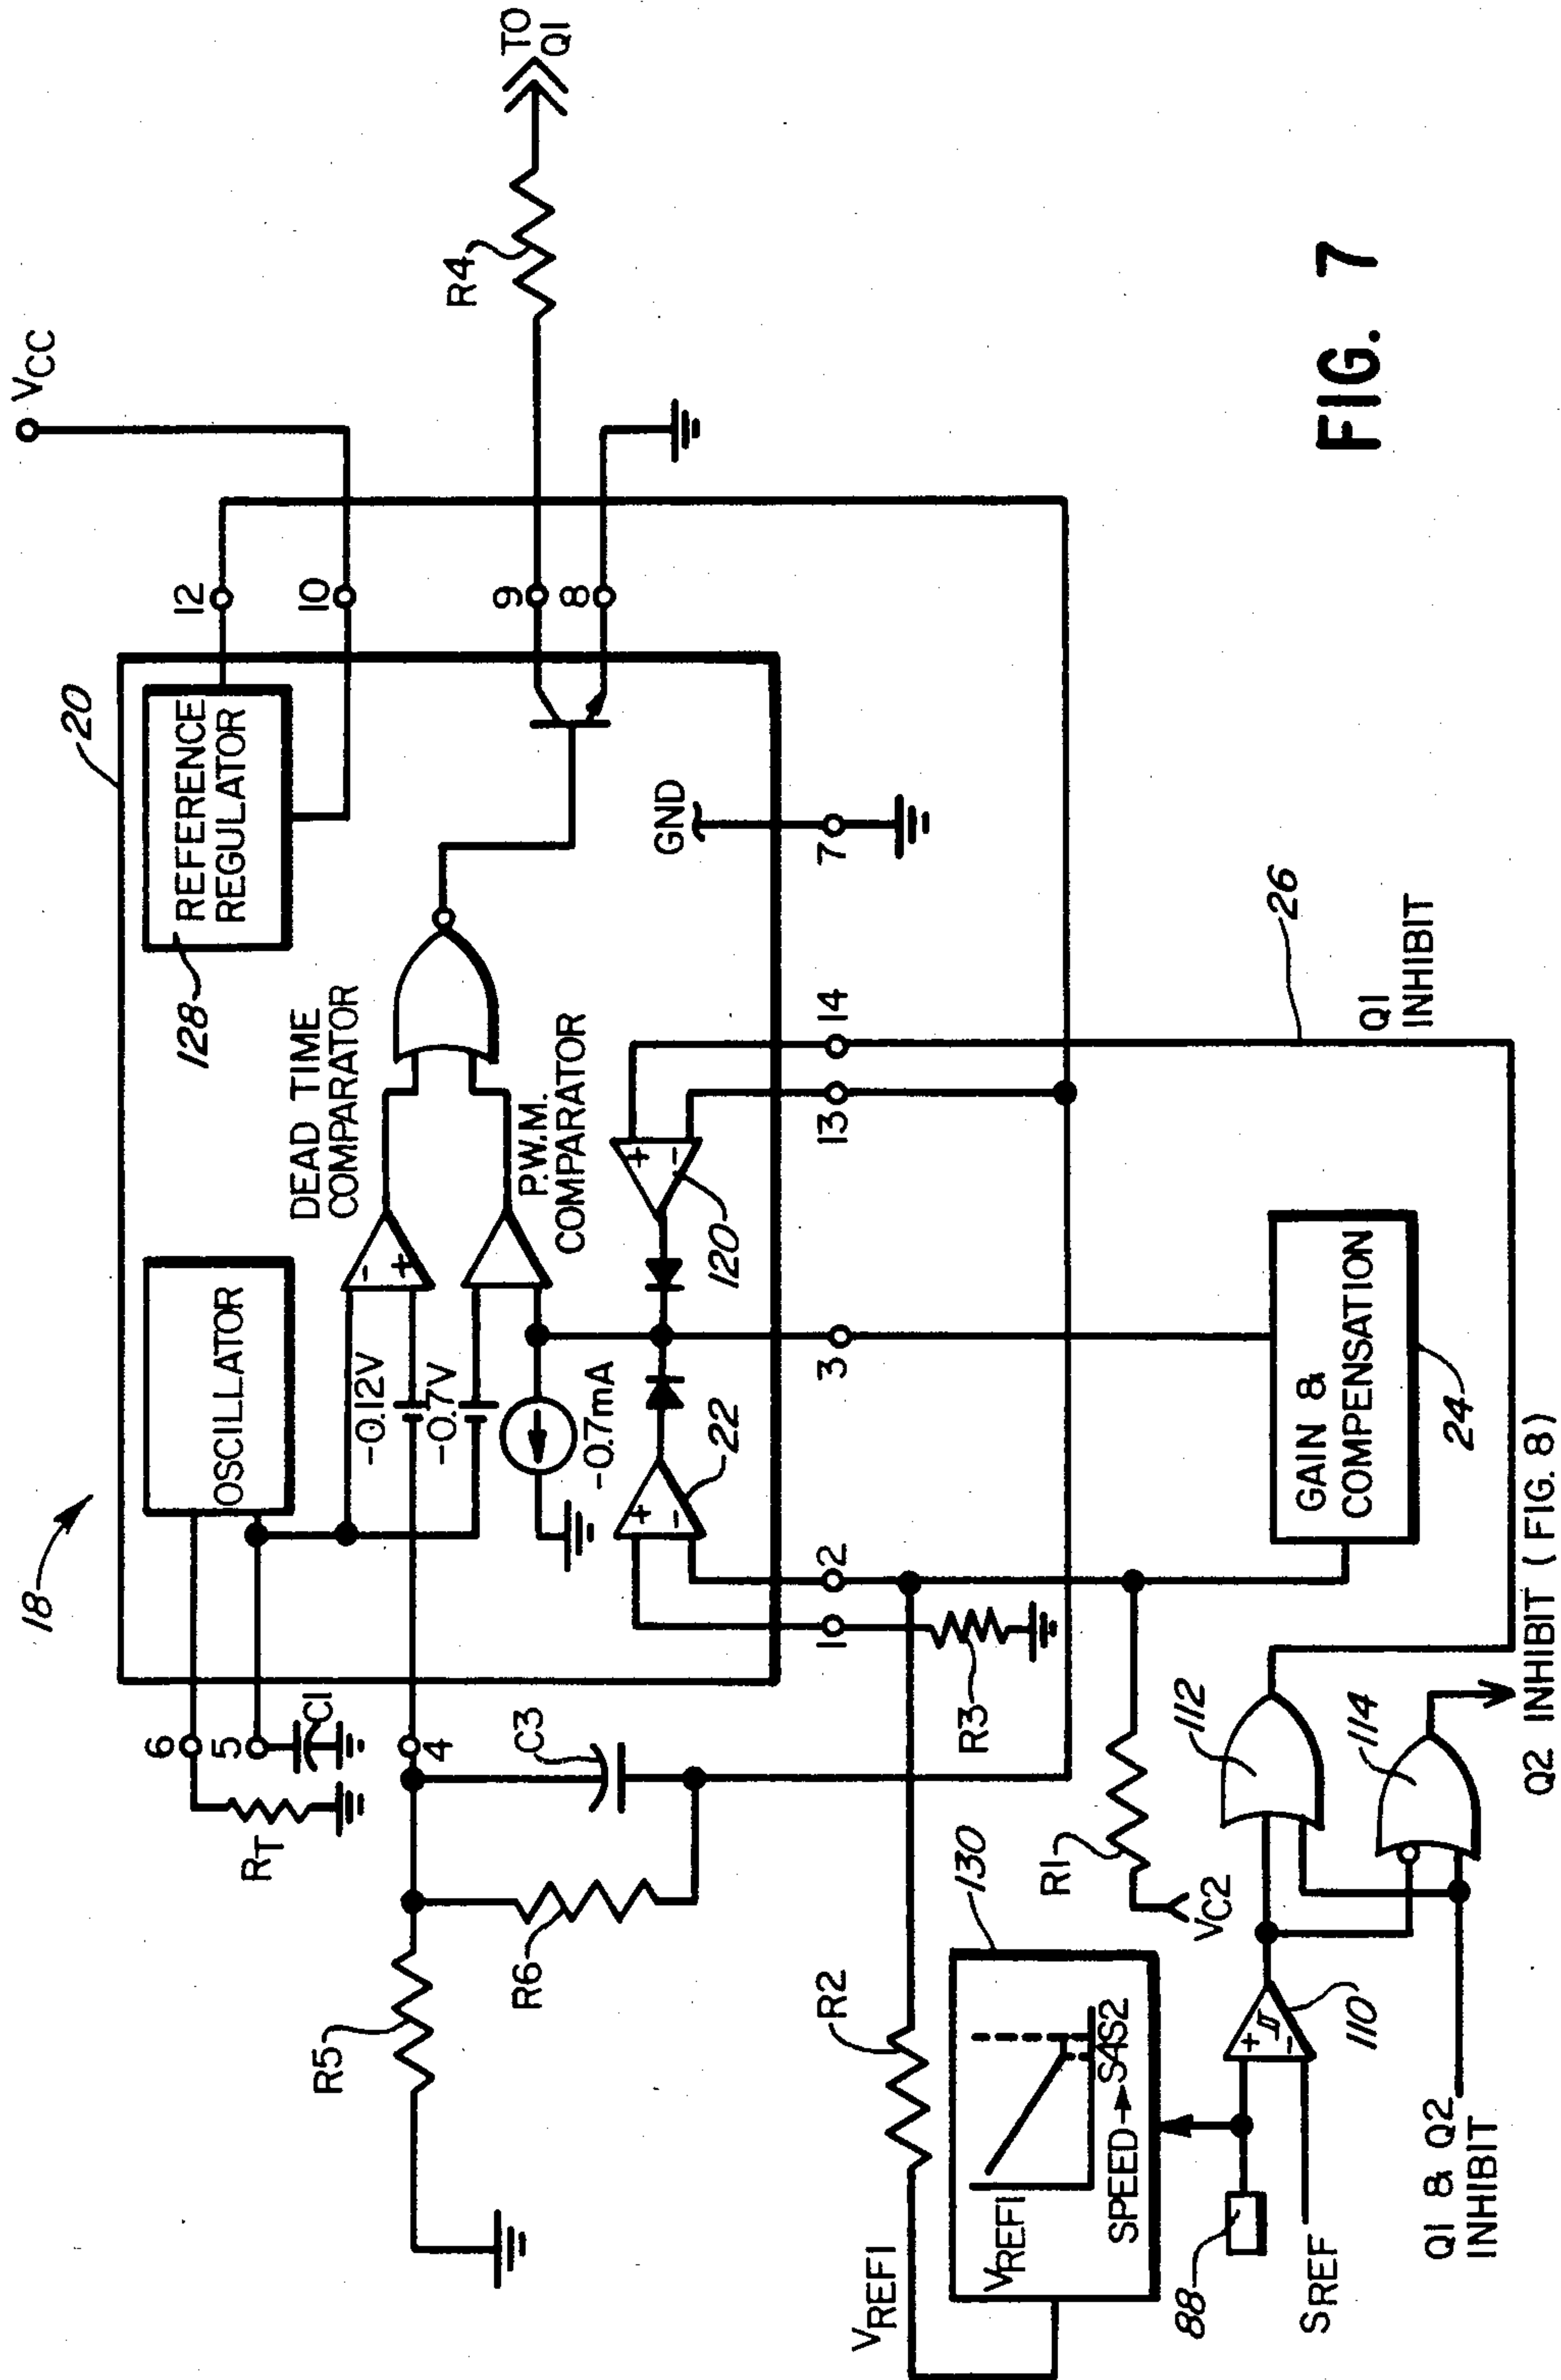 18
20
VCC
OSCILLATOR
REFERENCE
REGULATOR
128
12
10
6
5
C1
RT
DEAD TIME
COMPARATOR
-
+
-0.12V
4
-0.7V
P.W.M.
COMPARATOR
9
8
R4
TO
Q1
R5
R6
C3
-0.7mA
GND
7
+
-
22
+
-
120
1
2
3
13
14
R3
VREF1
R2
R1
VC2
130
VREF1
SPEED
S4
S2
GAIN &
COMPENSATION
24
26
Q1
INHIBIT
88
SREF
+
-
110
112
114
Q1 & Q2
INHIBIT
Q2 INHIBIT (FIG. 8)
FIG. 7